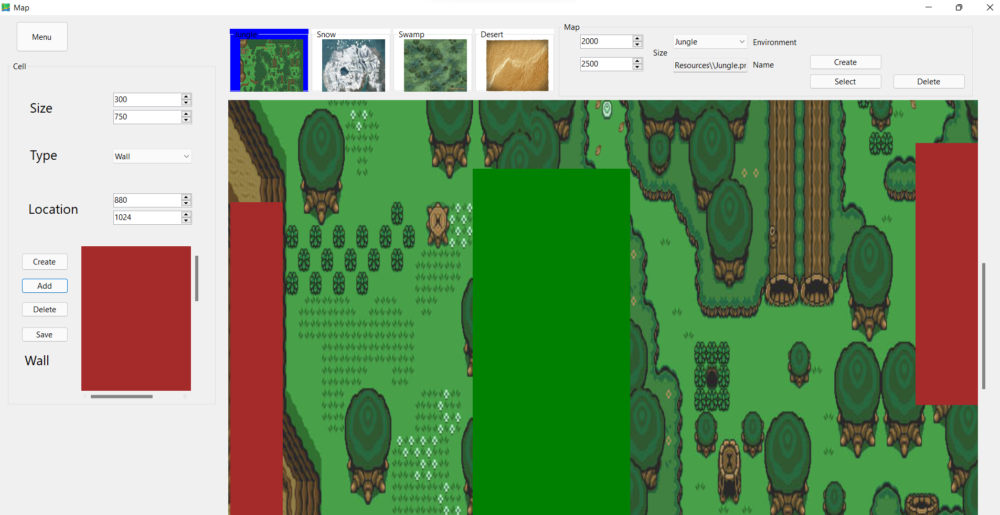 Map
Menu
Cell
Size
300
750
Type
Wall
Location
880
1024
Create
Add
Delete
Save
Wall
Jungle
Snow
Swamp
Desert
Map
2000
2500
Size
Jungle
Environment
Resources\\Jungle.pr
Name
Create
Select
Delete